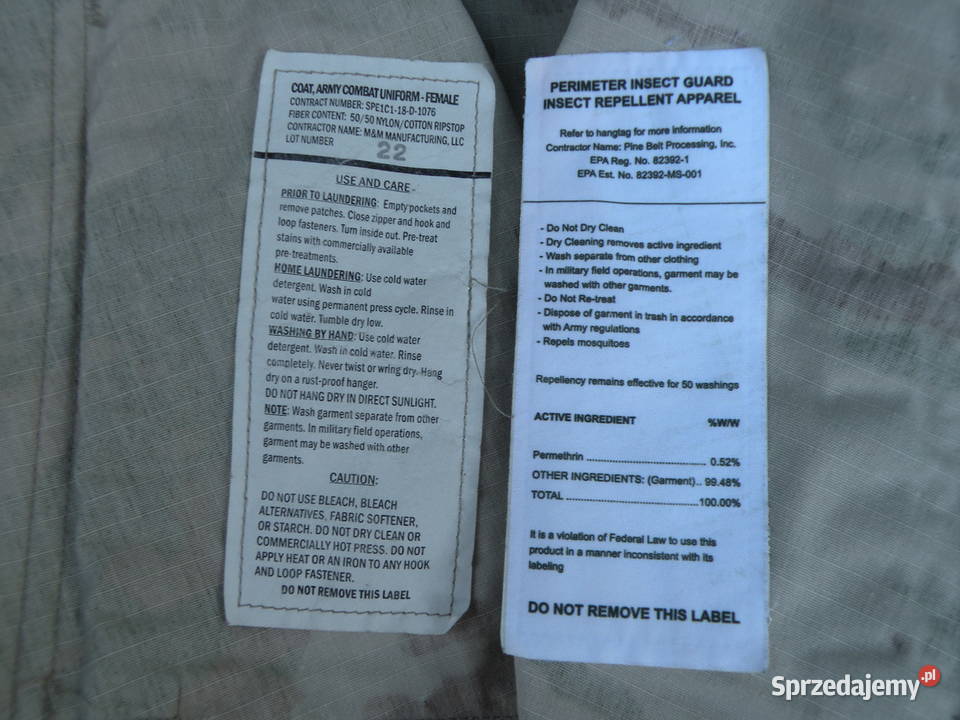 COAT, ARMY COMBAT UNIFORM - FEMALE
CONTRACT NUMBER: SPE1C1-18-D-1076
FIBER CONTENT: 50/50 NYLON/COTTON RIPSTOP
CONTRACTOR NAME: M&M MANUFACTURING, LLC
LOT NUMBER
22
USE AND CARE -
PRIOR TO LAUNDERING: Empty pockets and
remove patches. Close zipper and hook and
loop fasteners. Turn inside out. Pre-treat
stains with commercially available
pre-treatments.
HOME LAUNDERING: Use cold water
detergent. Wash in cold
water using permanent press cycle. Rinse in
cold water. Tumble dry low.
WASHING BY HAND: Use cold water
detergent. Wash in cold water. Rinse
completely. Never twist or wring dry. Hang
dry on a rust-proof hanger.
DO NOT HANG DRY IN DIRECT SUNLIGHT.
NOTE: Wash garment separate from other
garments. In military field operations,
garment may be washed with other
garments.
CAUTION:
DO NOT USE BLEACH, BLEACH
ALTERNATIVES, FABRIC SOFTENER,
OR STARCH. DO NOT DRY CLEAN OR
COMMERCIALLY HOT PRESS. DO NOT
APPLY HEAT OR AN IRON TO ANY HOOK
AND LOOP FASTENER.
DO NOT REMOVE THIS LABEL
PERIMETER INSECT GUARD
INSECT REPELLENT APPAREL
Refer to hangtag for more information
Contractor Name: Pine Belt Processing, Inc.
EPA Reg. No. 82392-1
EPA Est. No. 82392-MS-001
- Do Not Dry Clean
- Dry Cleaning removes active ingredient
- Wash separate from other clothing
- In military field operations, garment may be
washed with other garments.
- Do Not Re-treat
- Dispose of garment in trash in accordance
with Army regulations
- Repels mosquitoes
Repellency remains effective for 50 washings
ACTIVE INGREDIENT %W/W
Permethrin ........................................ 0.52%
OTHER INGREDIENTS: (Garment).. 99.48%
TOTAL ............................................100.00%
It is a violation of Federal Law to use this
product in a manner inconsistent with its
labeling
DO NOT REMOVE THIS LABEL
Sprzedajemy.pl